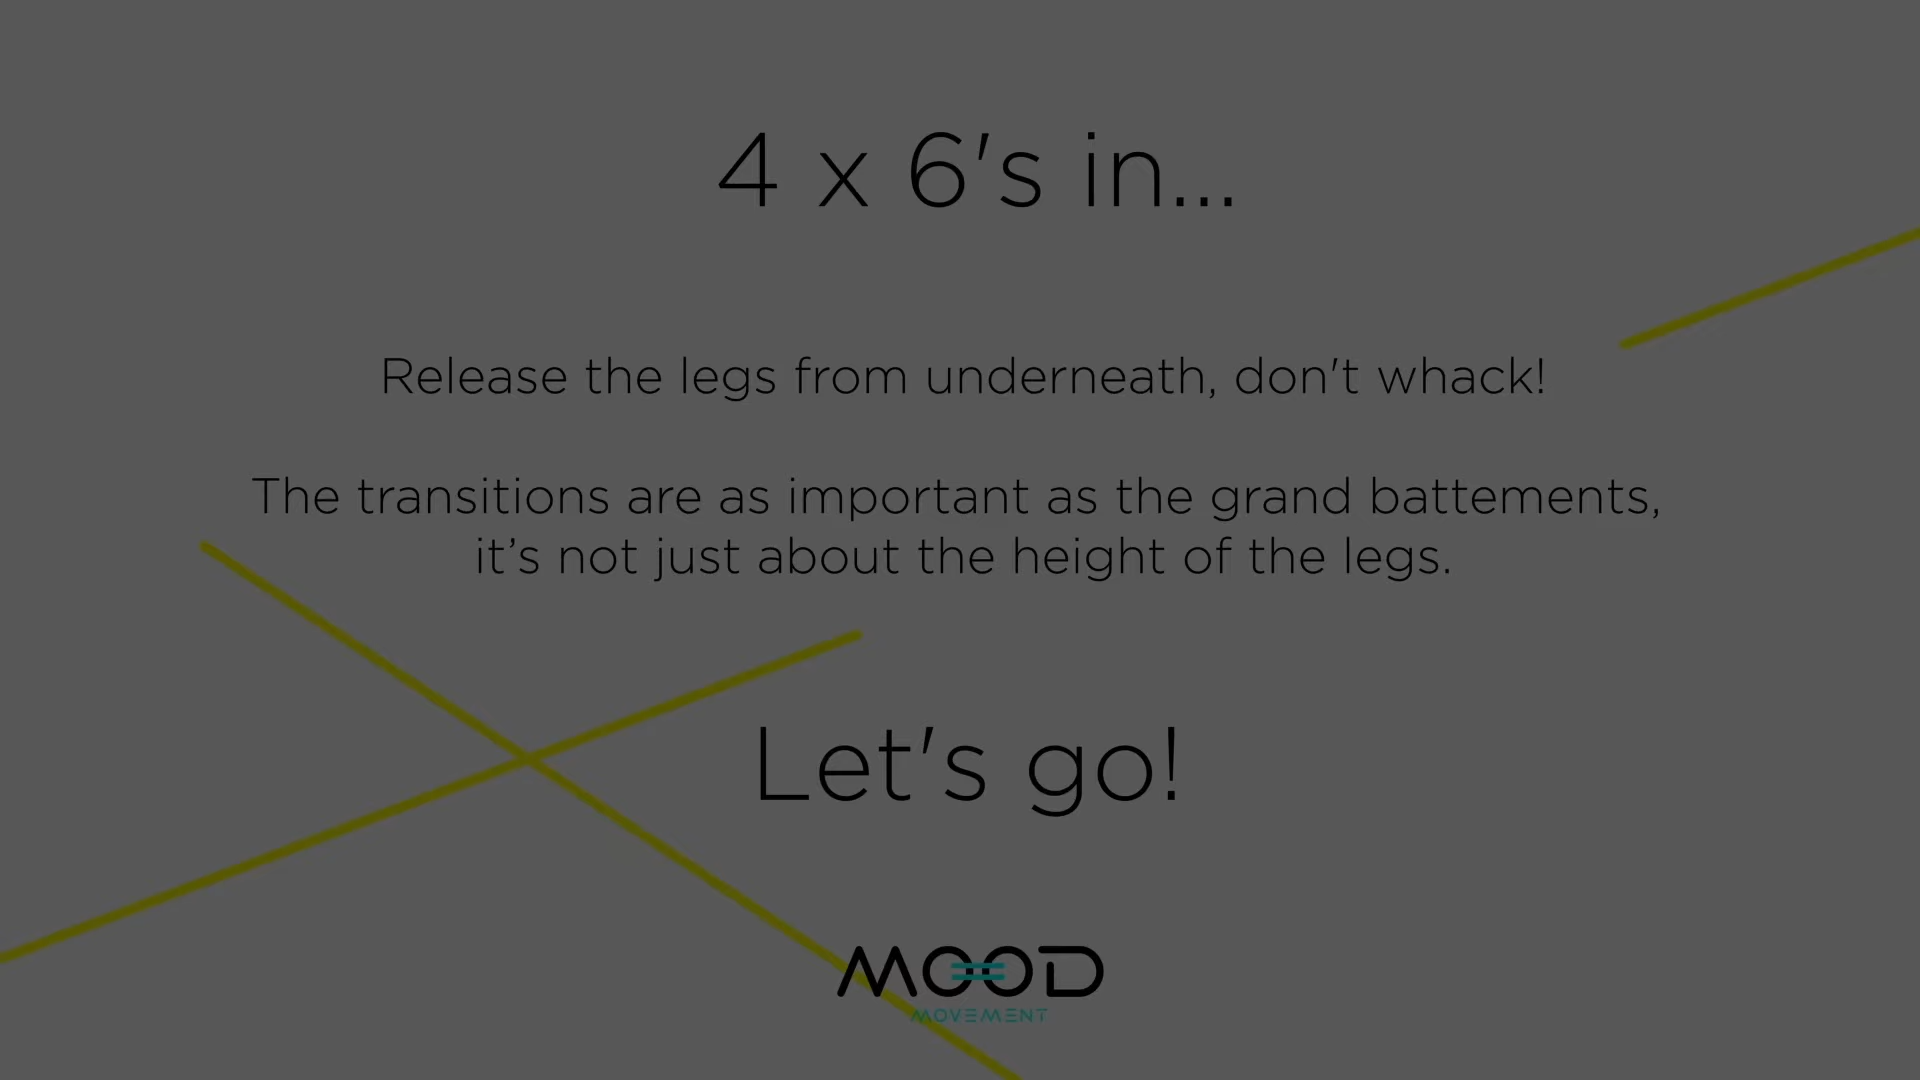 4 x 6's in...
Release the legs from underneath, don't whack!
The transitions are as important as the grand battements,
it’s not just about the height of the legs.
Let's go!
MOOD
MOVEMENT